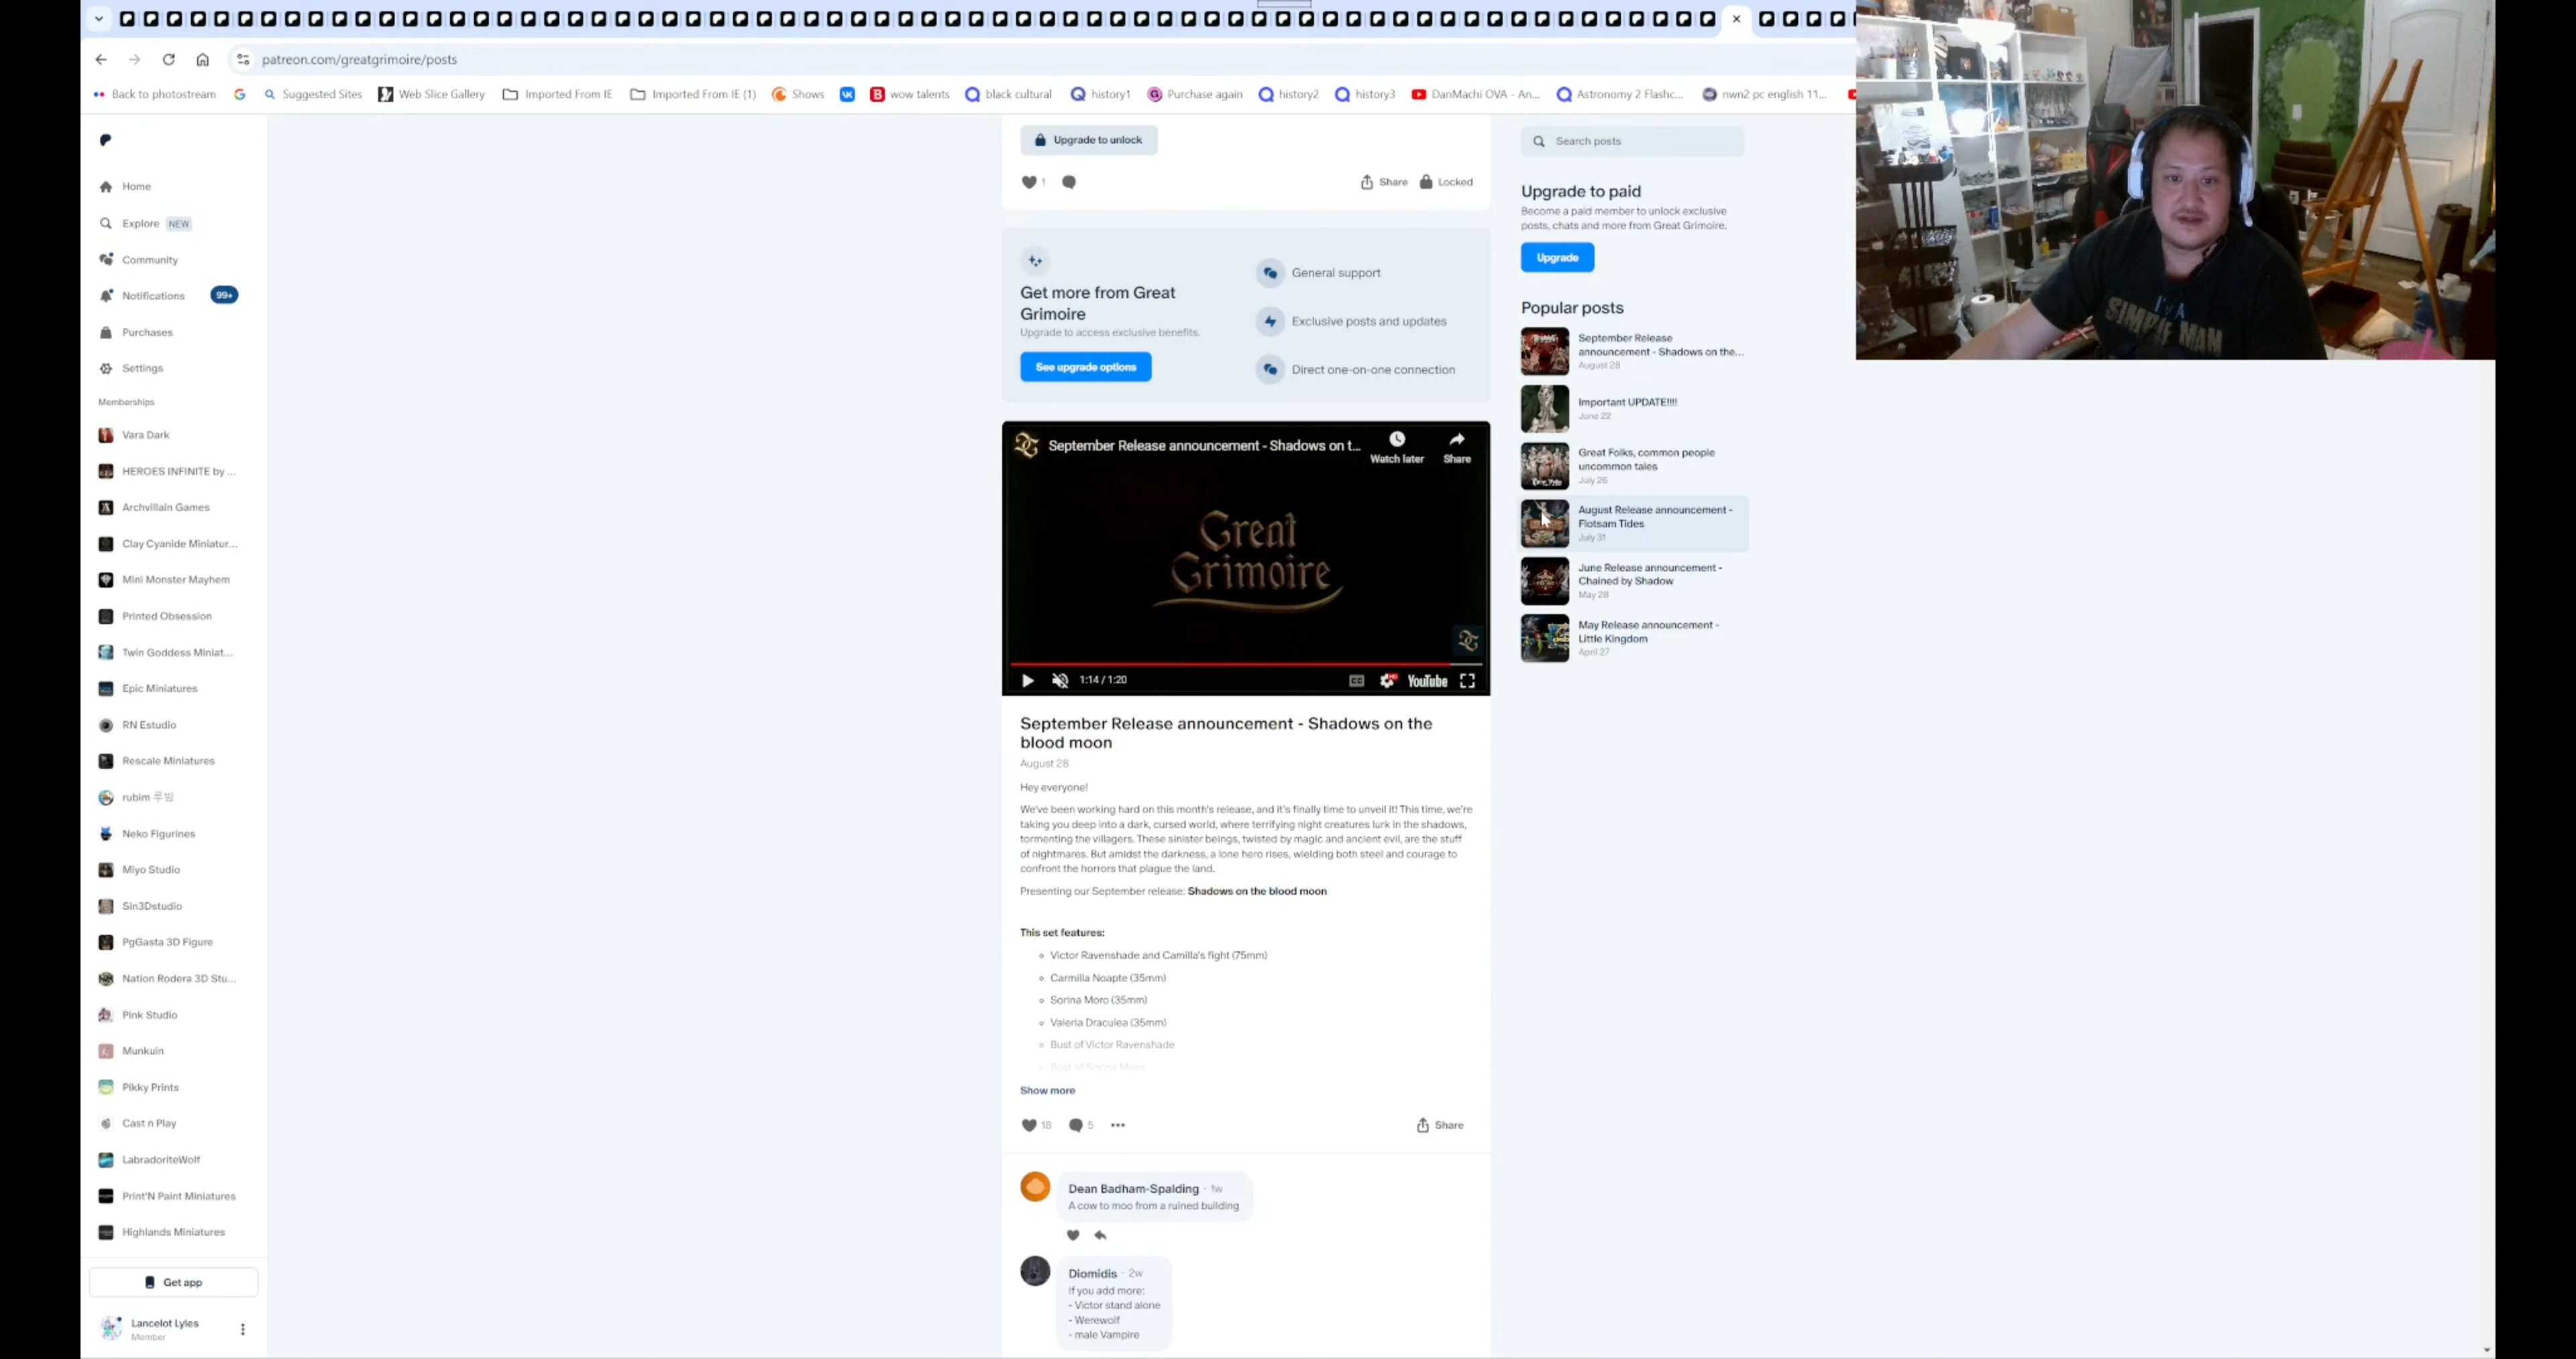 patreon.com/greatgrimoire/posts
Back to photostream
Suggested Sites
Web Slice Gallery
Imported From IE
Imported From IE (1)
Shows
wow talents
black cultural
history1
Purchase again
history2
history3
DanMachi OVA - An...
Astronomy 2 Flashc...
nwn2 pc english 11...
Home
Explore NEW
Community
Notifications 99+
Purchases
Settings
Memberships
Vara Dark
HEROES INFINITE by ...
Archvillain Games
Clay Cyanide Miniatur...
Mini Monster Mayhem
Printed Obsession
Twin Goddess Miniat...
Epic Miniatures
RN Estudio
Rescale Miniatures
rubim 루빔
Neko Figurines
Miyo Studio
Sin3Dstudio
PgGasta 3D Figure
Nation Rodera 3D Stu...
Pink Studio
Munkuin
Pikky Prints
Cast n Play
LabradoriteWolf
Print'N Paint Miniatures
Highlands Miniatures
Get app
Lancelot Lyles
Member
Upgrade to unlock
1
Share
Locked
Get more from Great
Grimoire
Upgrade to access exclusive benefits.
See upgrade options
General support
Exclusive posts and updates
Direct one-on-one connection
September Release announcement - Shadows on t...
Watch later
Share
Great
Grimoire
1:14 / 1:20
CC
HD
YouTube
September Release announcement - Shadows on the
blood moon
August 28
Hey everyone!
We've been working hard on this month's release, and it's finally time to unveil it! This time, we're
taking you deep into a dark, cursed world, where terrifying night creatures lurk in the shadows,
tormenting the villagers. These sinister beings, twisted by magic and ancient evil, are the stuff
of nightmares. But amidst the darkness, a lone hero rises, wielding both steel and courage to
confront the horrors that plague the land.
Presenting our September release: Shadows on the blood moon
This set features:
Victor Ravenshade and Camilla's fight (75mm)
Carmilla Noapte (35mm)
Sorina Moro (35mm)
Valeria Draculea (35mm)
Bust of Victor Ravenshade
Bust of Sorina Moro
Show more
18
5
Share
Dean Badham-Spalding · 1w
A cow to moo from a ruined building
Diomidis · 2w
If you add more:
- Victor stand alone
- Werewolf
- male Vampire
Search posts
Upgrade to paid
Become a paid member to unlock exclusive
posts, chats and more from Great Grimoire.
Upgrade
Popular posts
September Release
announcement - Shadows on the...
August 28
Important UPDATE!!!!
June 22
Great Folks, common people
uncommon tales
July 26
August Release announcement -
Flotsam Tides
July 31
June Release announcement -
Chained by Shadow
May 28
May Release announcement -
Little Kingdom
April 27
I'M A
SIMPLE MAN